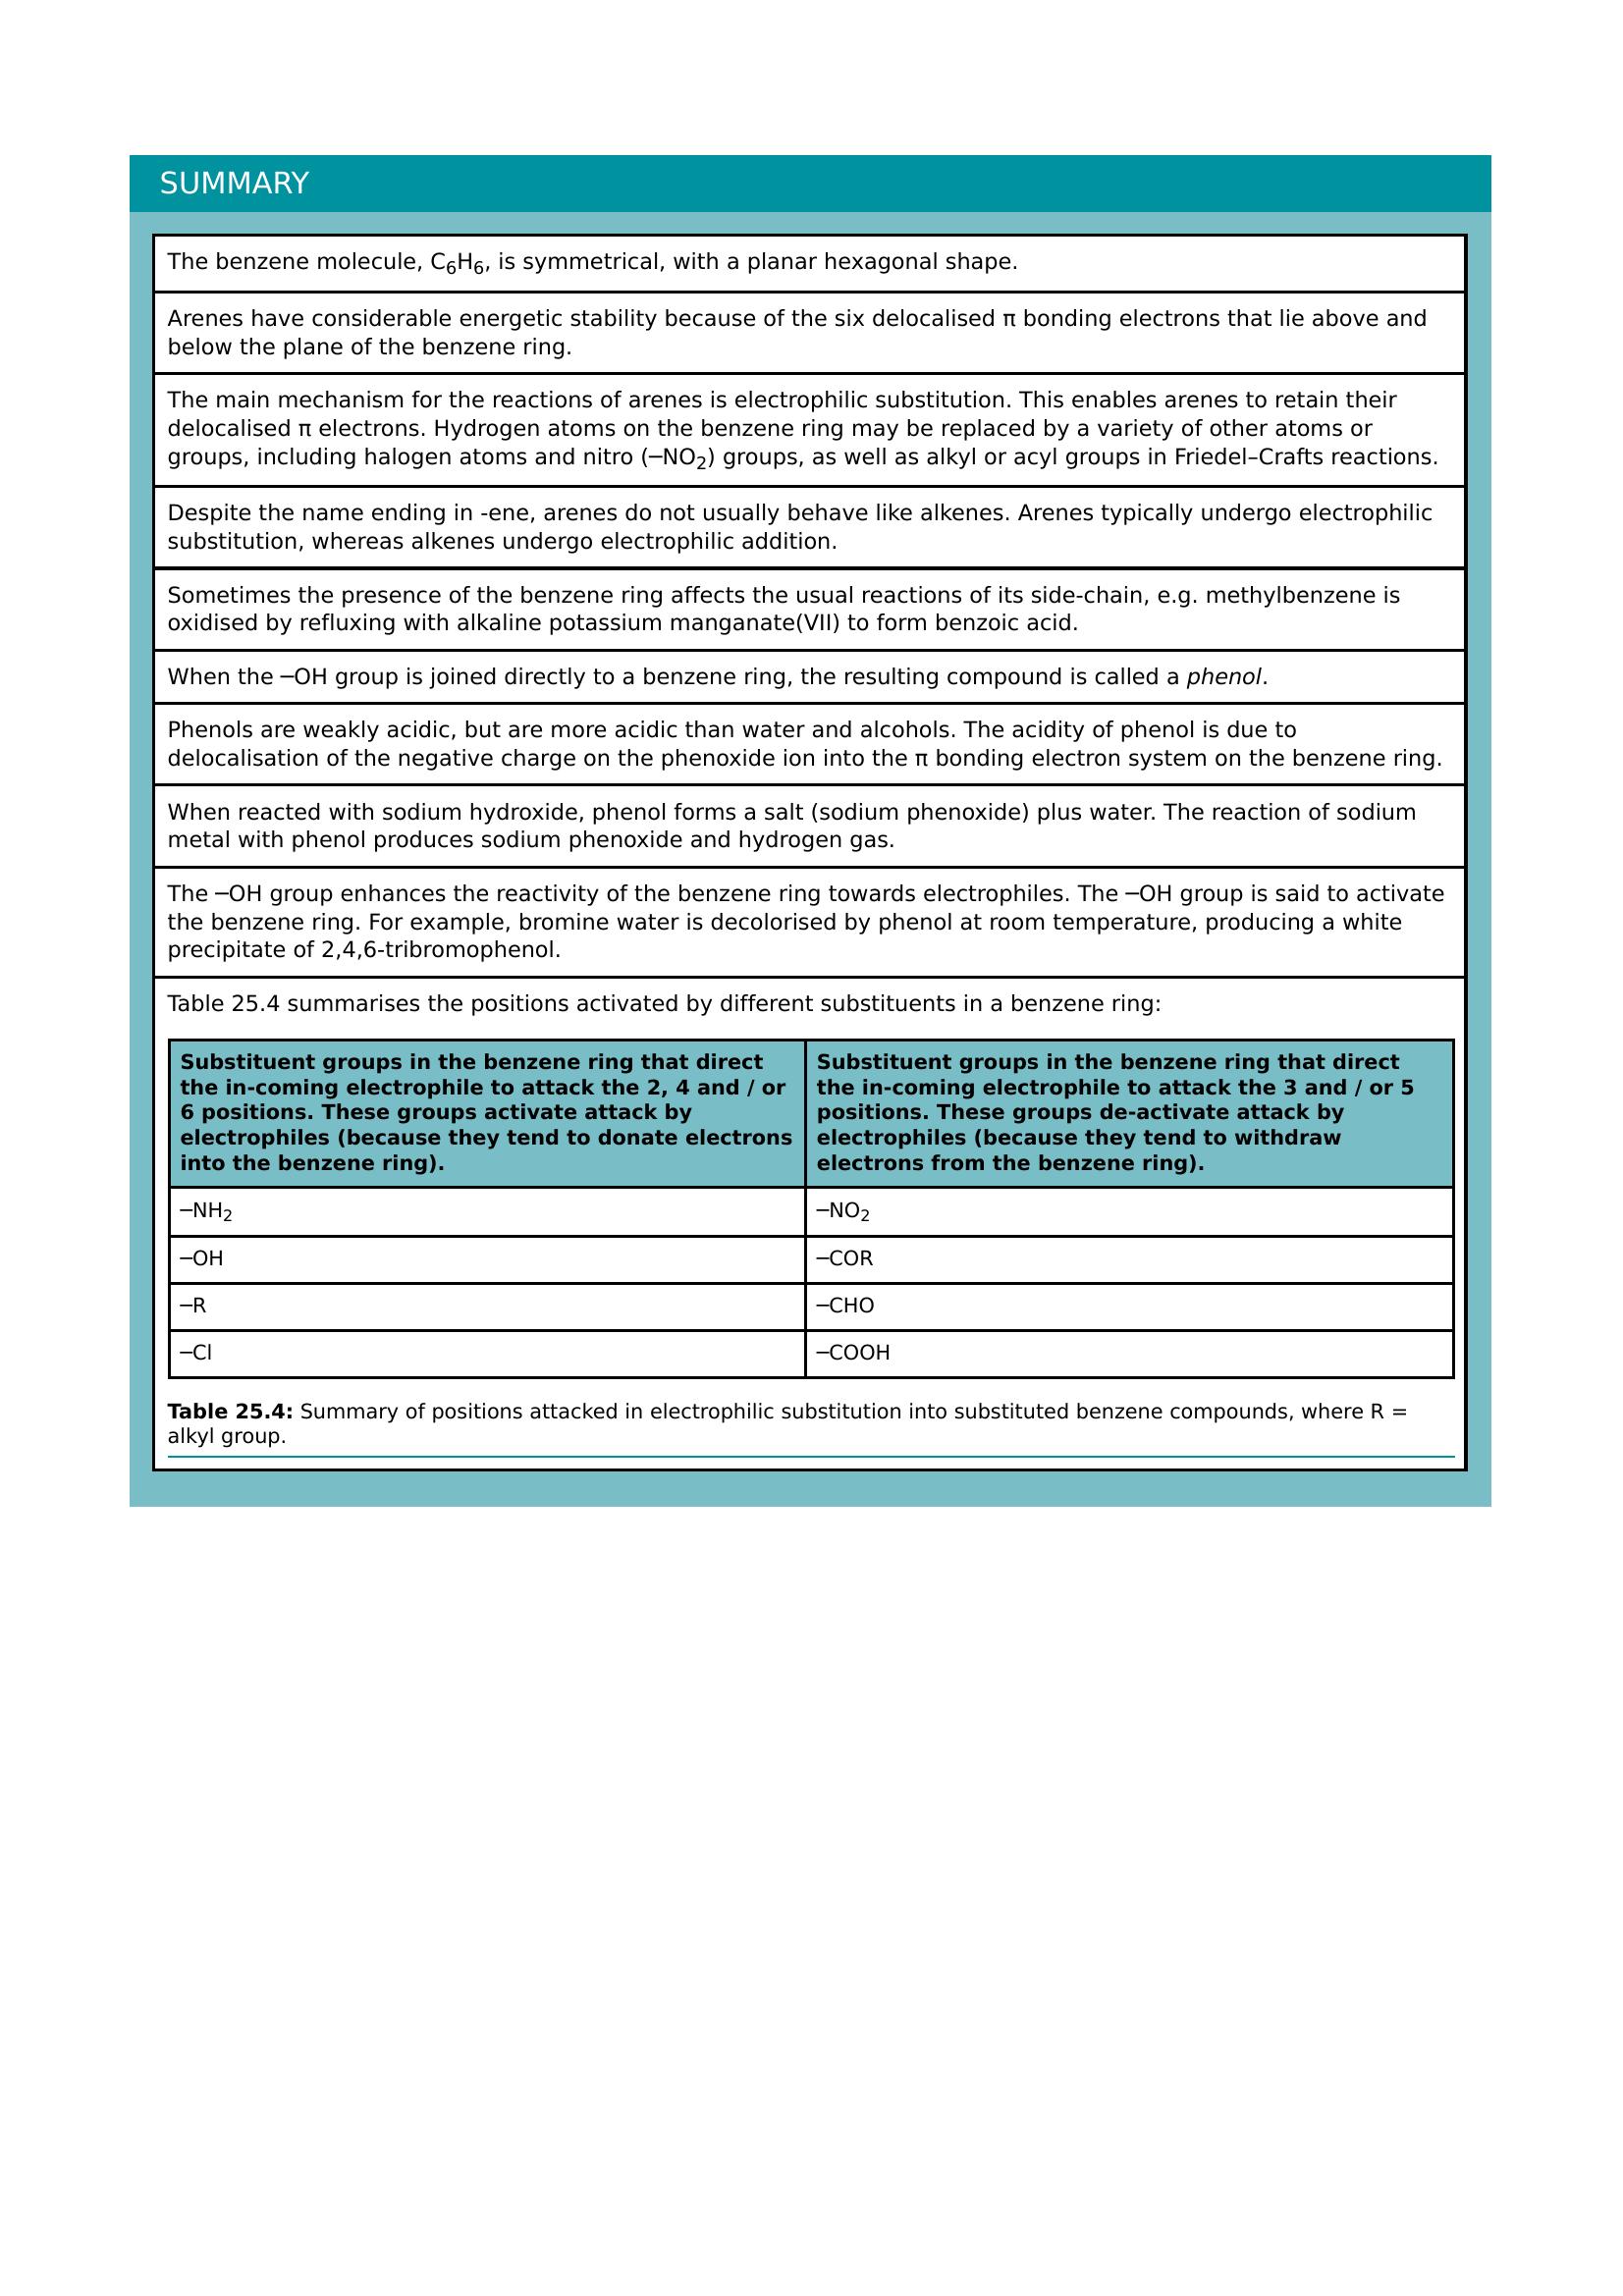 SUMMARY
The benzene molecule, C₆H₆, is symmetrical, with a planar hexagonal shape.
Arenes have considerable energetic stability because of the six delocalised π bonding electrons that lie above and
below the plane of the benzene ring.
The main mechanism for the reactions of arenes is electrophilic substitution. This enables arenes to retain their
delocalised π electrons. Hydrogen atoms on the benzene ring may be replaced by a variety of other atoms or
groups, including halogen atoms and nitro (─NO₂) groups, as well as alkyl or acyl groups in Friedel–Crafts reactions.
Despite the name ending in -ene, arenes do not usually behave like alkenes. Arenes typically undergo electrophilic
substitution, whereas alkenes undergo electrophilic addition.
Sometimes the presence of the benzene ring affects the usual reactions of its side-chain, e.g. methylbenzene is
oxidised by refluxing with alkaline potassium manganate(VII) to form benzoic acid.
When the ─OH group is joined directly to a benzene ring, the resulting compound is called a phenol.
Phenols are weakly acidic, but are more acidic than water and alcohols. The acidity of phenol is due to
delocalisation of the negative charge on the phenoxide ion into the π bonding electron system on the benzene ring.
When reacted with sodium hydroxide, phenol forms a salt (sodium phenoxide) plus water. The reaction of sodium
metal with phenol produces sodium phenoxide and hydrogen gas.
The ─OH group enhances the reactivity of the benzene ring towards electrophiles. The ─OH group is said to activate
the benzene ring. For example, bromine water is decolorised by phenol at room temperature, producing a white
precipitate of 2,4,6-tribromophenol.
Table 25.4 summarises the positions activated by different substituents in a benzene ring:
Substituent groups in the benzene ring that direct
the in-coming electrophile to attack the 2, 4 and / or
6 positions. These groups activate attack by
electrophiles (because they tend to donate electrons
into the benzene ring).
Substituent groups in the benzene ring that direct
the in-coming electrophile to attack the 3 and / or 5
positions. These groups de-activate attack by
electrophiles (because they tend to withdraw
electrons from the benzene ring).
─NH₂
─NO₂
─OH
─COR
─R
─CHO
─Cl
─COOH
Table 25.4: Summary of positions attacked in electrophilic substitution into substituted benzene compounds, where R =
alkyl group.